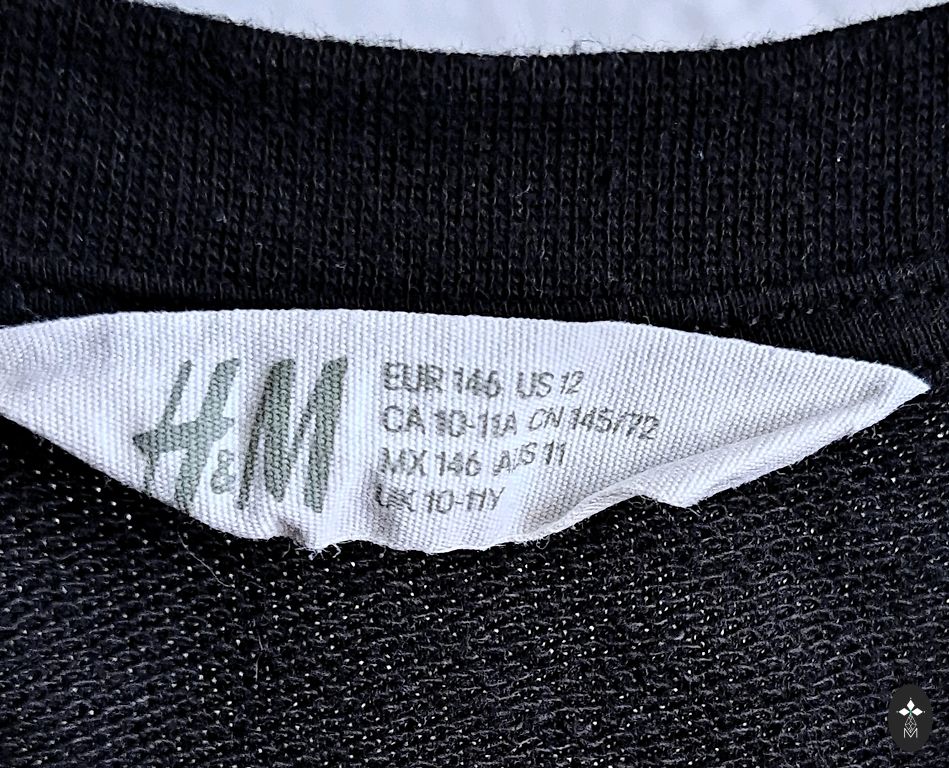 H&M
EUR 146 US 12
CA 10-11A CN 145/72
MX 146 AUS 11
UK 10-11Y
M